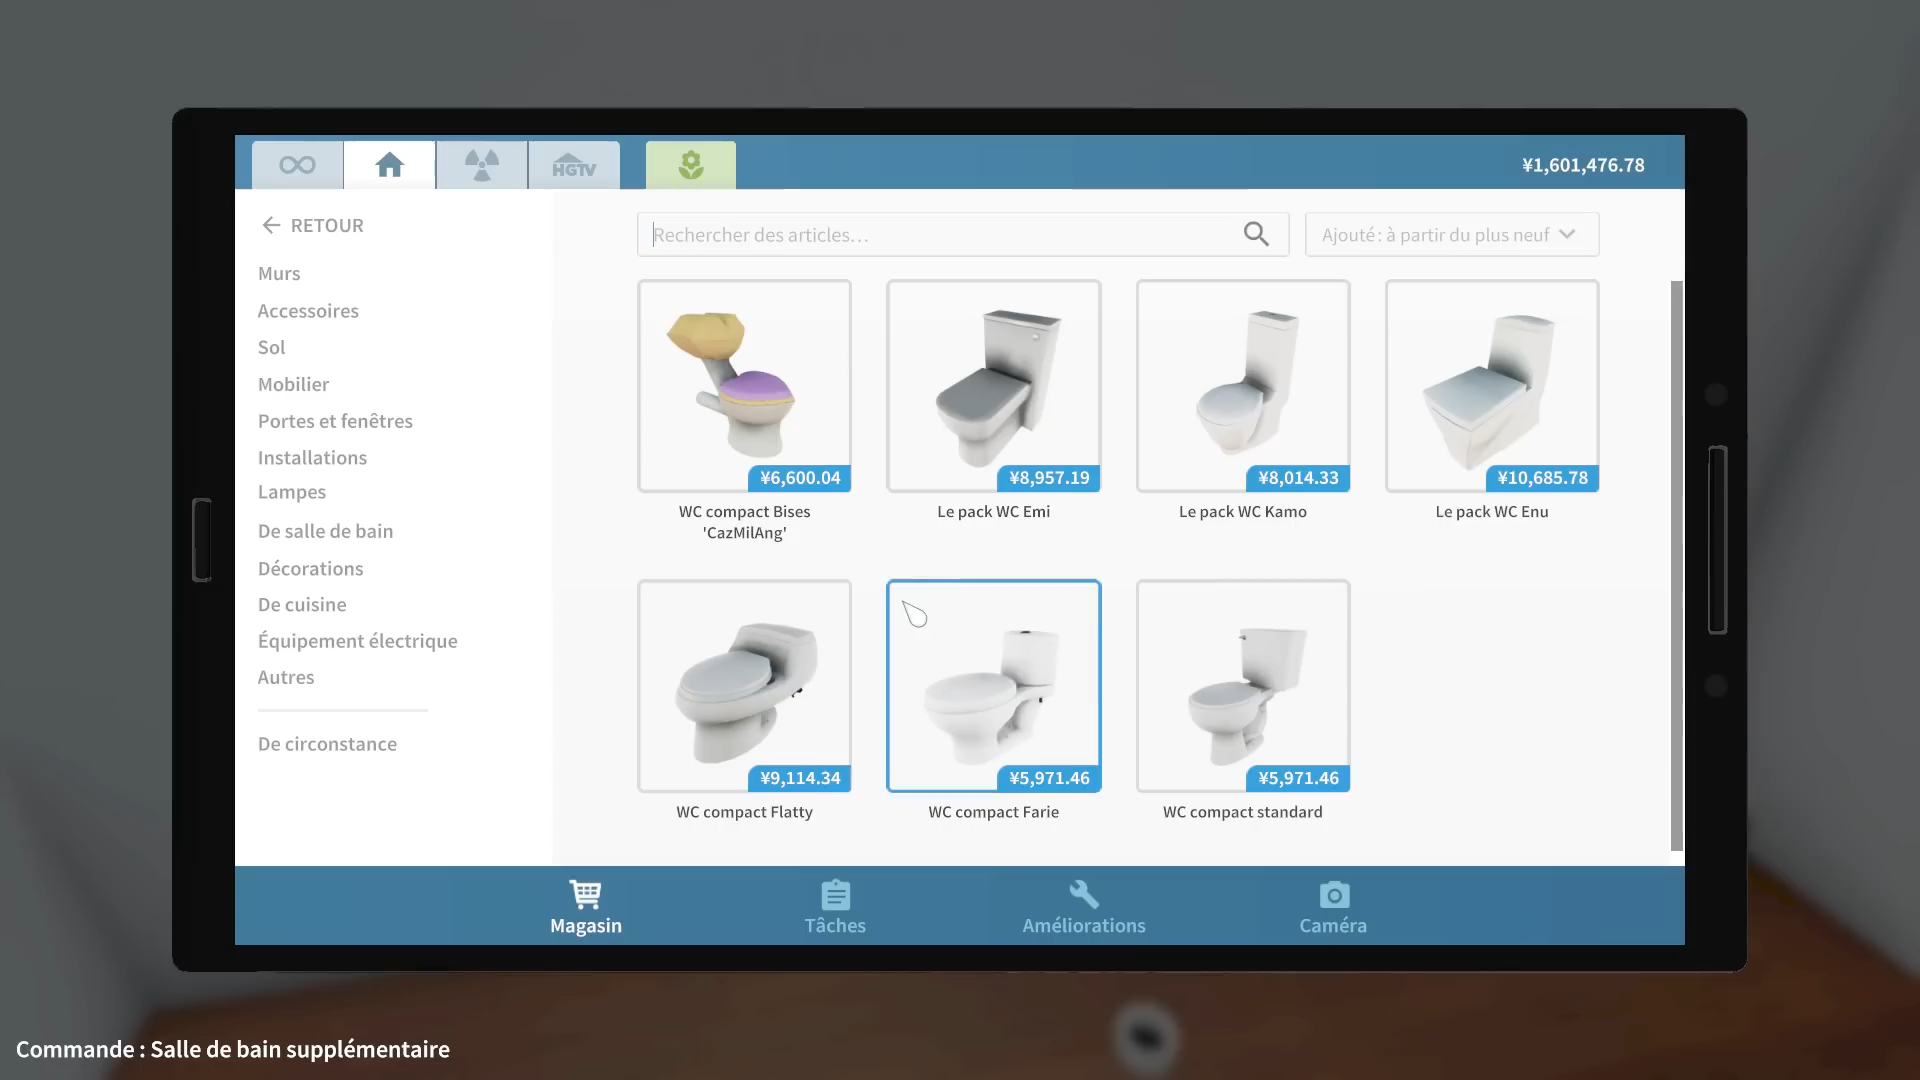 HGTV
¥1,601,476.78
RETOUR
Rechercher des articles…
Ajouté : à partir du plus neuf
Murs
Accessoires
Sol
Mobilier
Portes et fenêtres
Installations
Lampes
De salle de bain
Décorations
De cuisine
Équipement électrique
Autres
De circonstance
¥6,600.04
¥8,957.19
¥8,014.33
¥10,685.78
WC compact Bises
'CazMilAng'
Le pack WC Emi
Le pack WC Kamo
Le pack WC Enu
¥9,114.34
¥5,971.46
¥5,971.46
WC compact Flatty
WC compact Farie
WC compact standard
Magasin
Tâches
Améliorations
Caméra
Commande : Salle de bain supplémentaire